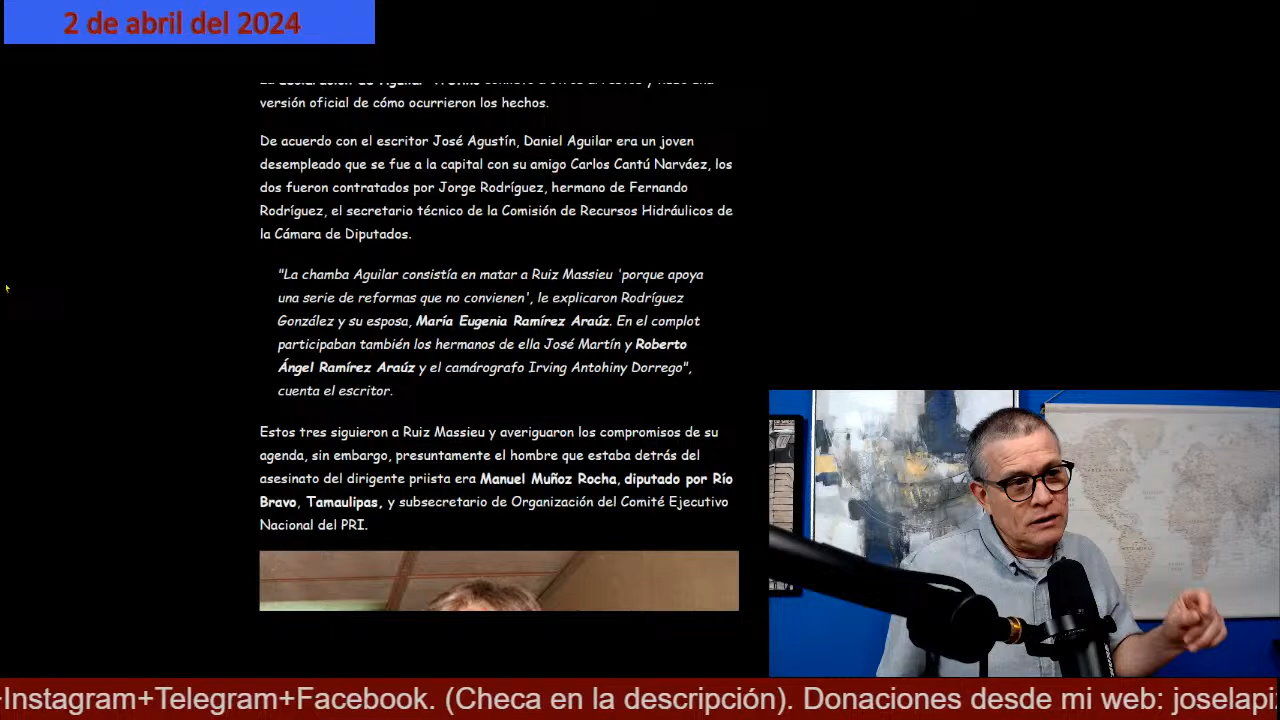 2 de abril del 2024
versión oficial de cómo ocurrieron los hechos.
De acuerdo con el escritor José Agustín, Daniel Aguilar era un joven
desempleado que se fue a la capital con su amigo Carlos Cantú Narváez, los
dos fueron contratados por Jorge Rodríguez, hermano de Fernando
Rodríguez, el secretario técnico de la Comisión de Recursos Hidráulicos de
la Cámara de Diputados.
"La chamba Aguilar consistía en matar a Ruiz Massieu 'porque apoya
una serie de reformas que no convienen', le explicaron Rodríguez
González y su esposa, María Eugenia Ramírez Araúz. En el complot
participaban también los hermanos de ella José Martín y Roberto
Ángel Ramírez Araúz y el camárografo Irving Antohiny Dorrego",
cuenta el escritor.
Estos tres siguieron a Ruiz Massieu y averiguaron los compromisos de su
agenda, sin embargo, presuntamente el hombre que estaba detrás del
asesinato del dirigente priista era Manuel Muñoz Rocha, diputado por Río
Bravo, Tamaulipas, y subsecretario de Organización del Comité Ejecutivo
Nacional del PRI.
+Instagram+Telegram+Facebook. (Checa en la descripción). Donaciones desde mi web: joselapi